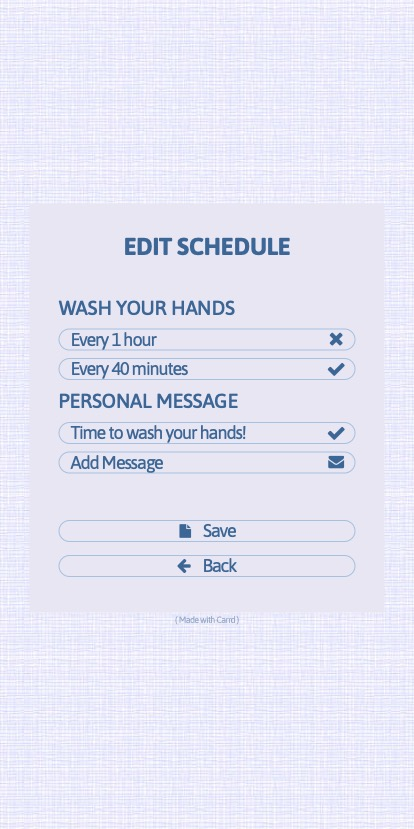 EDIT SCHEDULE
WASH YOUR HANDS
Every 1 hour
Every 40 minutes
PERSONAL MESSAGE
Time to wash your hands!
Add Message
Save
Back
( Made with Carrd )